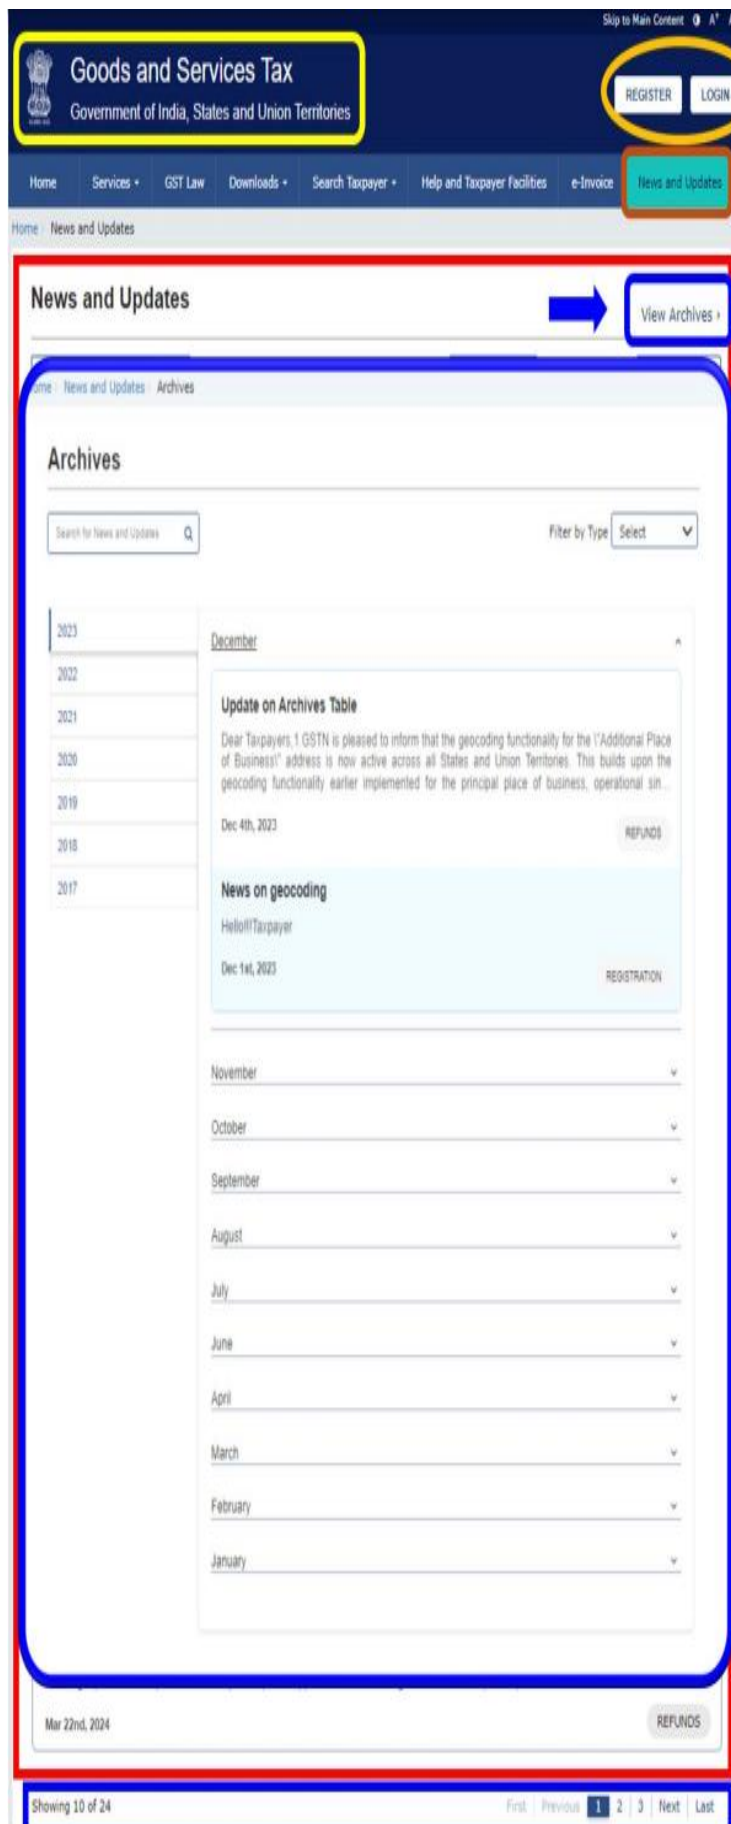 Skip to Main Content A+
Goods and Services Tax
Government of India, States and Union Territories
REGISTER LOGIN
Home Services GST Law Downloads Search Taxpayer Help and Taxpayer Facilities e-Invoice News and Updates
Home News and Updates
News and Updates
View Archives ›
Home News and Updates Archives
Archives
Search for News and Updates
Filter by Type Select
2023
2022
2021
2020
2019
2018
2017
December
Update on Archives Table
Dear Taxpayers,1.GSTN is pleased to inform that the geocoding functionality for the \"Additional Place
of Business\" address is now active across all States and Union Territories. This builds upon the
geocoding functionality earlier implemented for the principal place of business, operational sin...
Dec 4th, 2023
REFUNDS
News on geocoding
Hello!!!Taxpayer
Dec 1st, 2023
REGISTRATION
November
October
September
August
July
June
April
March
February
January
Mar 22nd, 2024
REFUNDS
Showing 10 of 24
First Previous 1 2 3 Next Last